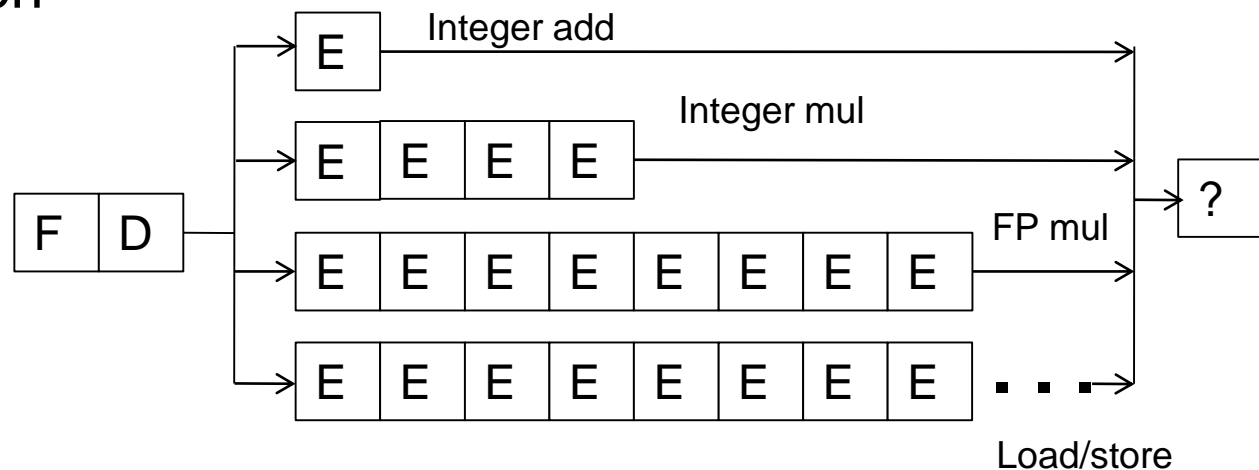 Integer add
E
Integer mul
E E E E
F D
?
FP mul
E E E E E E E E
E E E E E E E E . . .
Load/store